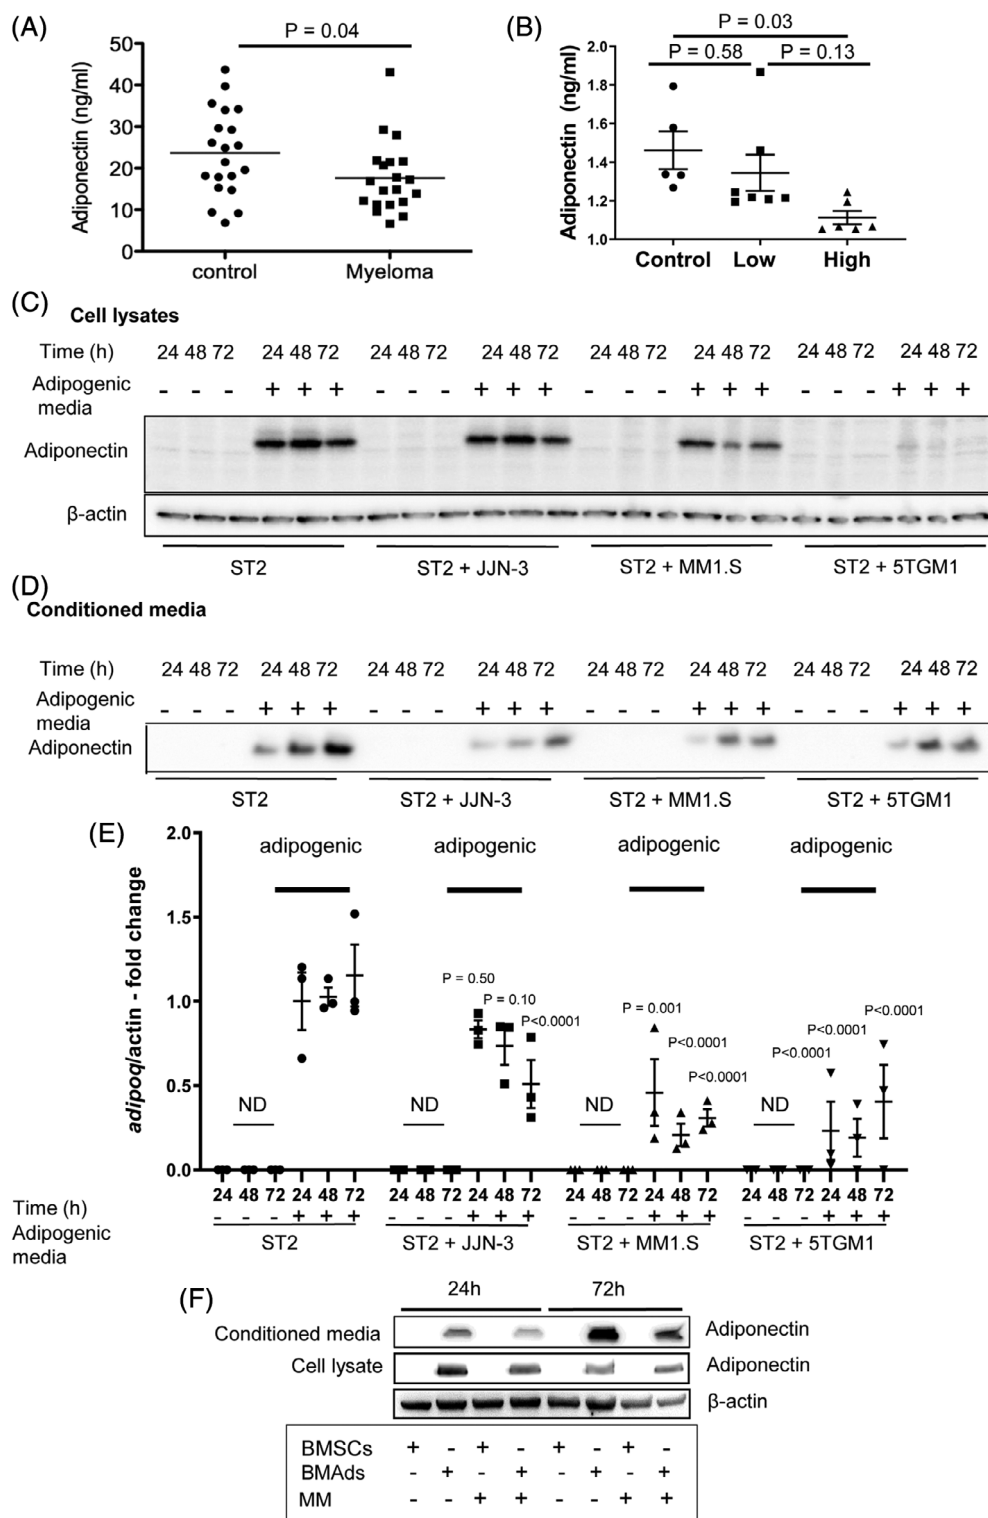 (A)
P = 0.04
Adiponectin (ng/ml)
50
40
30
20
10
0
control Myeloma
(B)
P = 0.03
P = 0.58 P = 0.13
Adiponectin (ng/ml)
2.0
1.8
1.6
1.4
1.2
1.0
Control Low High
(C)
Cell lysates
Time (h) 24 48 72 24 48 72 24 48 72 24 48 72 24 48 72 24 48 72 24 48 72 24 48 72
Adipogenic - - - + + + - - - + + + - - - + + + - - - + + +
media
Adiponectin
β-actin
ST2 ST2 + JJN-3 ST2 + MM1.S ST2 + 5TGM1
(D)
Conditioned media
Time (h) 24 48 72 24 48 72 24 48 72 24 48 72 24 48 72 24 48 72 24 48 72 24 48 72
Adipogenic - - - + + + - - - + + + - - - + + + - - - + + +
media
Adiponectin
ST2 ST2 + JJN-3 ST2 + MM1.S ST2 + 5TGM1
(E)
adipoq/actin - fold change
2.0
1.5
1.0
0.5
0.0
adipogenic adipogenic adipogenic adipogenic
P = 0.50
P = 0.10
P<0.0001
P = 0.001
P<0.0001
P<0.0001
P<0.0001
P<0.0001
P<0.0001
ND ND ND ND
Time (h) 24 48 72 24 48 72 24 48 72 24 48 72 24 48 72 24 48 72 24 48 72 24 48 72
Adipogenic - - - + + + - - - + + + - - - + + + - - - + + +
media
ST2 ST2 + JJN-3 ST2 + MM1.S ST2 + 5TGM1
(F)
24h 72h
Conditioned media Adiponectin
Cell lysate Adiponectin
β-actin
BMSCs + - + - + - + -
BMAds - + - + - + - +
MM - - + + - - + +